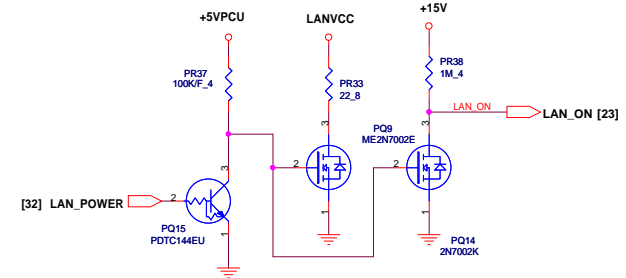 +5VPCU
LANVCC
+15V
PR37
100K/F_4
PR33
22_8
PR38
1M_4
LAN_ON
LAN_ON [23]
3
3
3
PQ9
ME2N7002E
2
2
[32] LAN_POWER
2
1
1
1
PQ15
PDTC144EU
PQ14
2N7002K